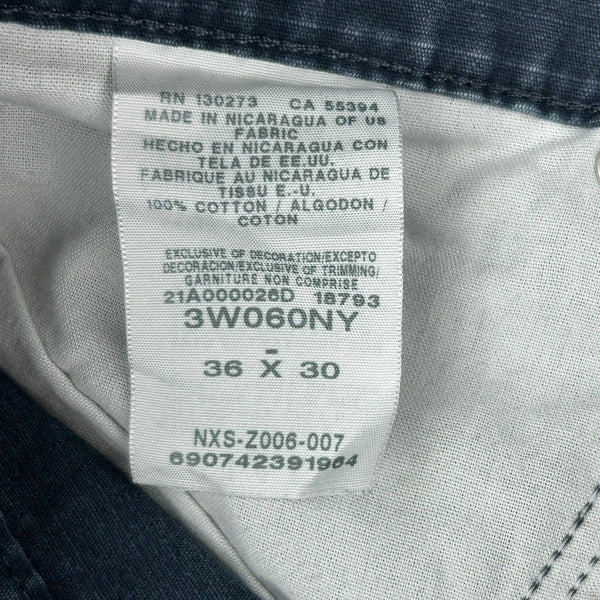 RN 130273 CA 55394
MADE IN NICARAGUA OF US
FABRIC
HECHO EN NICARAGUA CON
TELA DE EE.UU.
FABRIQUE AU NICARAGUA DE
TISSU E.-U.
100% COTTON / ALGODON /
COTON
EXCLUSIVE OF DECORATION/EXCEPTO
DECORACION/EXCLUSIVE OF TRIMMING/
GARNITURE NON COMPRISE
21A000026D 18793
3W060NY
-
36 X 30
NXS-Z006-007
690742391964